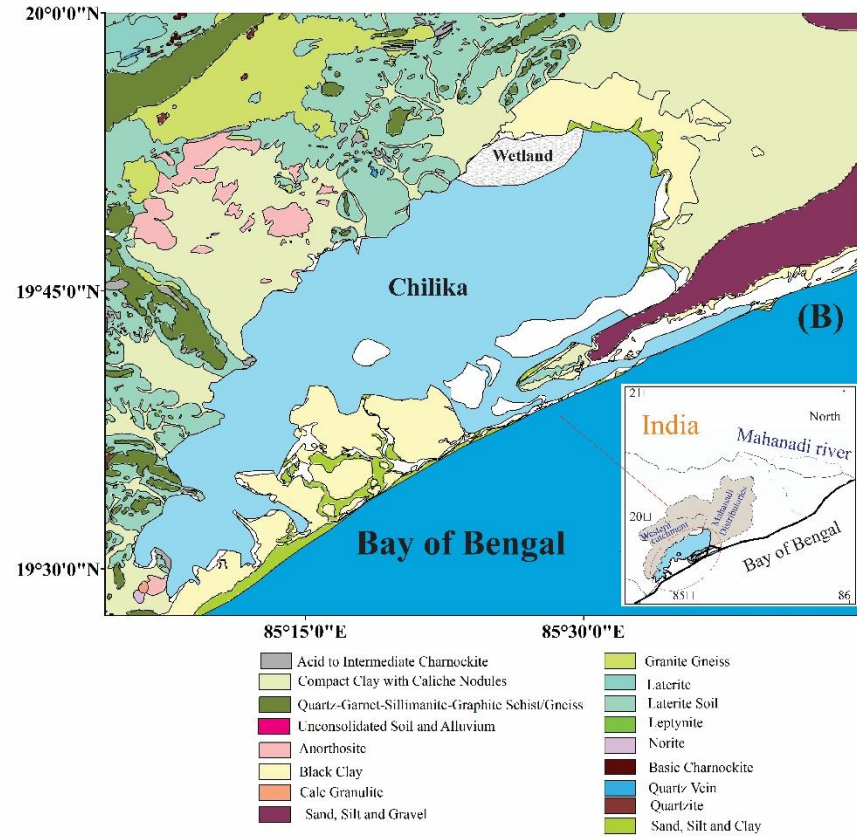 20°0'0"N
Wetland
Chilika
19°45'0"N
(B)
21
North
India
Mahanadi river
20
Western
catchment
Mahanadi
Distributaries
Bay of Bengal
85
86
Bay of Bengal
19°30'0"N
85°15'0"E
85°30'0"E
Acid to Intermediate Charnockite
Compact Clay with Caliche Nodules
Quartz-Garnet-Sillimanite-Graphite Schist/Gneiss
Unconsolidated Soil and Alluvium
Anorthosite
Black Clay
Calc Granulite
Sand, Silt and Gravel
Granite Gneiss
Laterite
Laterite Soil
Leptynite
Norite
Basic Charnockite
Quartz Vein
Quartzite
Sand, Silt and Clay